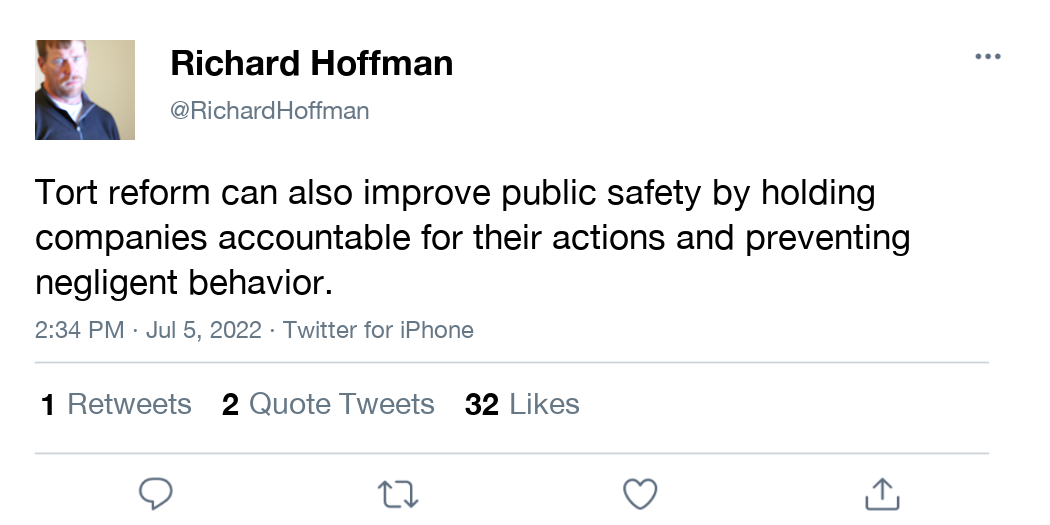 Richard Hoffman
@RichardHoffman
Tort reform can also improve public safety by holding
companies accountable for their actions and preventing
negligent behavior.
2:34 PM · Jul 5, 2022 · Twitter for iPhone
1 Retweets 2 Quote Tweets 32 Likes